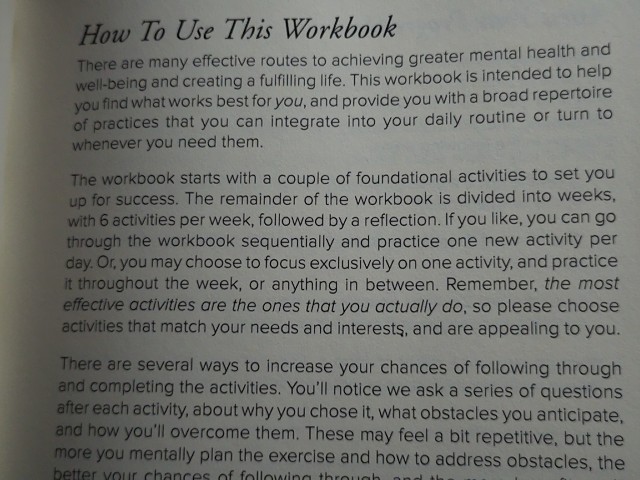 How To Use This Workbook
There are many effective routes to achieving greater mental health and
well-being and creating a fulfilling life. This workbook is intended to help
you find what works best for you, and provide you with a broad repertoire
of practices that you can integrate into your daily routine or turn to
whenever you need them.
The workbook starts with a couple of foundational activities to set you
up for success. The remainder of the workbook is divided into weeks,
with 6 activities per week, followed by a reflection. If you like, you can go
through the workbook sequentially and practice one new activity per
day. Or, you may choose to focus exclusively on one activity, and practice
it throughout the week, or anything in between. Remember, the most
effective activities are the ones that you actually do, so please choose
activities that match your needs and interests, and are appealing to you.
There are several ways to increase your chances of following through
and completing the activities. You'll notice we ask a series of questions
after each activity, about why you chose it, what obstacles you anticipate,
and how you'll overcome them. These may feel a bit repetitive, but the
more you mentally plan the exercise and how to address obstacles, the
better your chances of following through, and the more